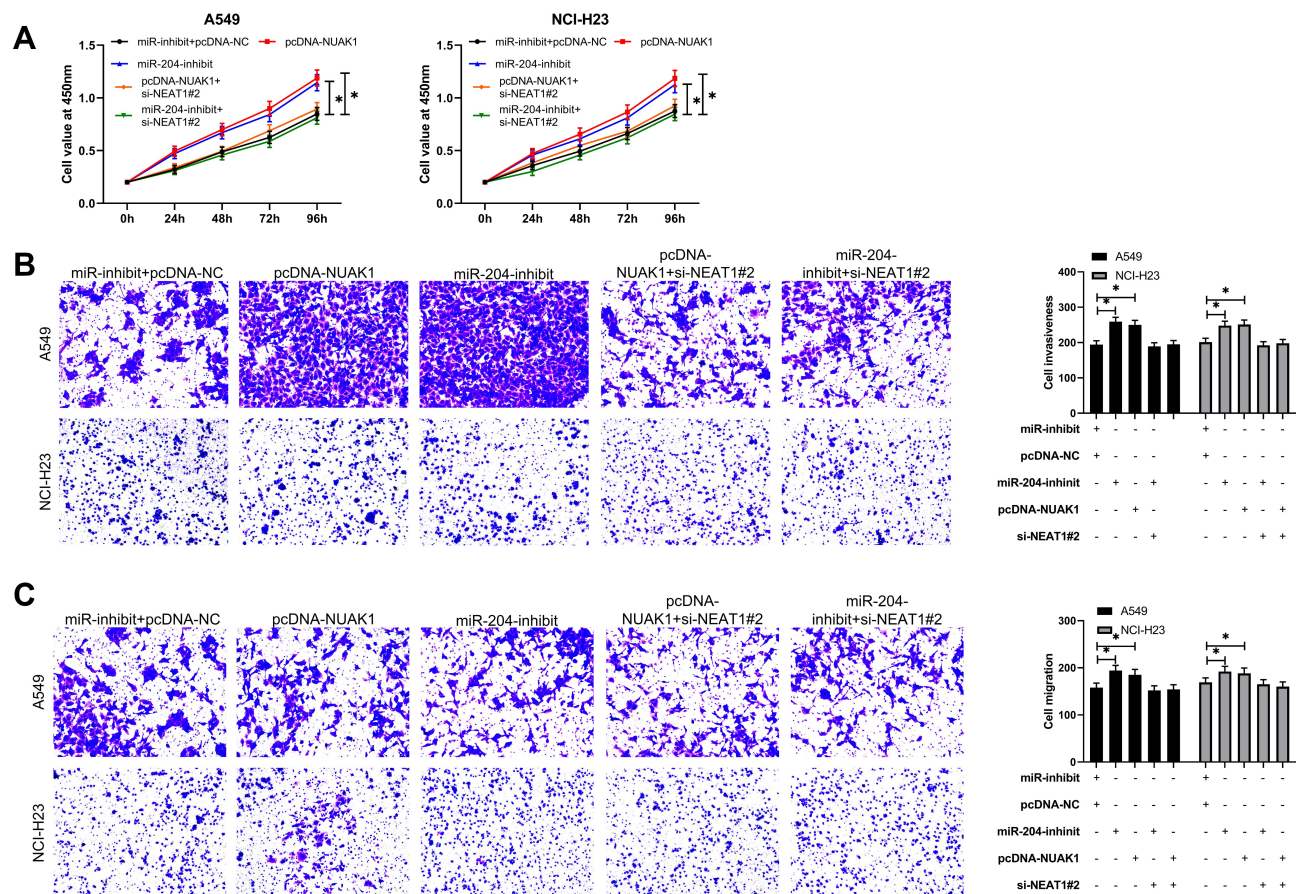 A
A549
miR-inhibit+pcDNA-NC
pcDNA-NUAK1
miR-204-inhibit
pcDNA-NUAK1+
si-NEAT1#2
miR-204-inhibit+
si-NEAT1#2
Cell value at 450nm
1.5
1.0
0.5
0.0
0h 24h 48h 72h 96h
* *
NCI-H23
miR-inhibit+pcDNA-NC
pcDNA-NUAK1
miR-204-inhibit
pcDNA-NUAK1+
si-NEAT1#2
miR-204-inhibit+
si-NEAT1#2
Cell value at 450nm
1.5
1.0
0.5
0.0
0h 24h 48h 72h 96h
* *
B
miR-inhibit+pcDNA-NC
pcDNA-NUAK1
miR-204-inhibit
pcDNA-
NUAK1+si-NEAT1#2
miR-204-
inhibit+si-NEAT1#2
A549
NCI-H23
A549
NCI-H23
Cell invasiveness
400
300
200
100
0
* * * *
miR-inhibit + - - - - + - - - -
pcDNA-NC + - - - - + - - - -
miR-204-inhinit - + - + - - + - + -
pcDNA-NUAK1 - - + - - - - + - +
si-NEAT1#2 - - - + - - - + +
C
miR-inhibit+pcDNA-NC
pcDNA-NUAK1
miR-204-inhibit
pcDNA-
NUAK1+si-NEAT1#2
miR-204-
inhibit+si-NEAT1#2
A549
NCI-H23
A549
NCI-H23
Cell migration
300
200
100
0
* * * *
miR-inhibit + - - - - + - - - -
pcDNA-NC + - - - - + - - - -
miR-204-inhinit - + - + - - + - + -
pcDNA-NUAK1 - - + - + - - + - +
si-NEAT1#2 - - - + + - - - + +